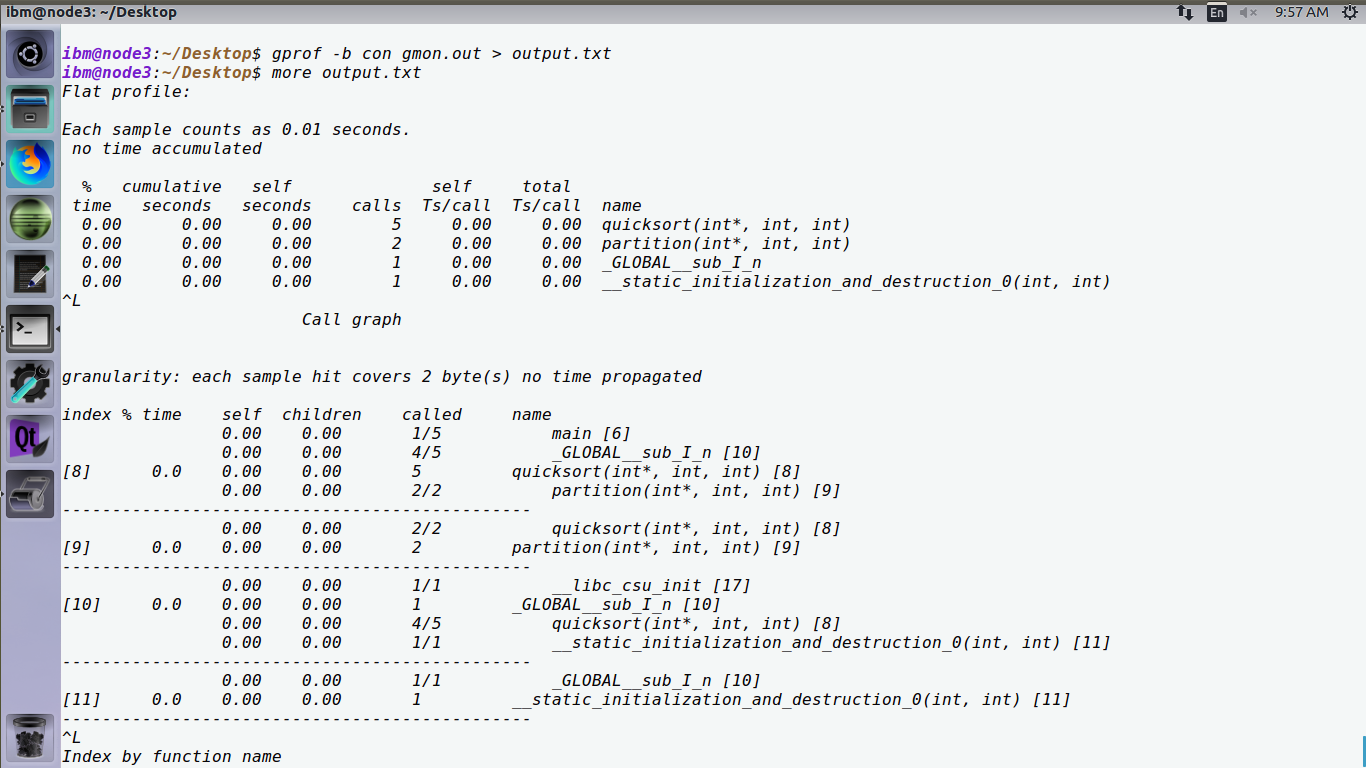 ibm@node3: ~/Desktop
En
9:57 AM
ibm@node3:~/Desktop$ gprof -b con gmon.out > output.txt
ibm@node3:~/Desktop$ more output.txt
Flat profile:
Each sample counts as 0.01 seconds.
 no time accumulated
  %   cumulative   self              self     total
 time   seconds   seconds    calls  Ts/call  Ts/call  name
  0.00      0.00     0.00        5     0.00     0.00  quicksort(int*, int, int)
  0.00      0.00     0.00        2     0.00     0.00  partition(int*, int, int)
  0.00      0.00     0.00        1     0.00     0.00  _GLOBAL__sub_I_n
  0.00      0.00     0.00        1     0.00     0.00  __static_initialization_and_destruction_0(int, int)
^L
                        Call graph
granularity: each sample hit covers 2 byte(s) no time propagated
index % time    self  children    called     name
                0.00    0.00       1/5           main [6]
                0.00    0.00       4/5           _GLOBAL__sub_I_n [10]
[8]      0.0    0.00    0.00       5         quicksort(int*, int, int) [8]
                0.00    0.00       2/2           partition(int*, int, int) [9]
-----------------------------------------------
                0.00    0.00       2/2           quicksort(int*, int, int) [8]
[9]      0.0    0.00    0.00       2         partition(int*, int, int) [9]
-----------------------------------------------
                0.00    0.00       1/1           __libc_csu_init [17]
[10]     0.0    0.00    0.00       1         _GLOBAL__sub_I_n [10]
                0.00    0.00       4/5           quicksort(int*, int, int) [8]
                0.00    0.00       1/1           __static_initialization_and_destruction_0(int, int) [11]
-----------------------------------------------
                0.00    0.00       1/1           _GLOBAL__sub_I_n [10]
[11]     0.0    0.00    0.00       1         __static_initialization_and_destruction_0(int, int) [11]
-----------------------------------------------
^L
Index by function name
>_
Qt